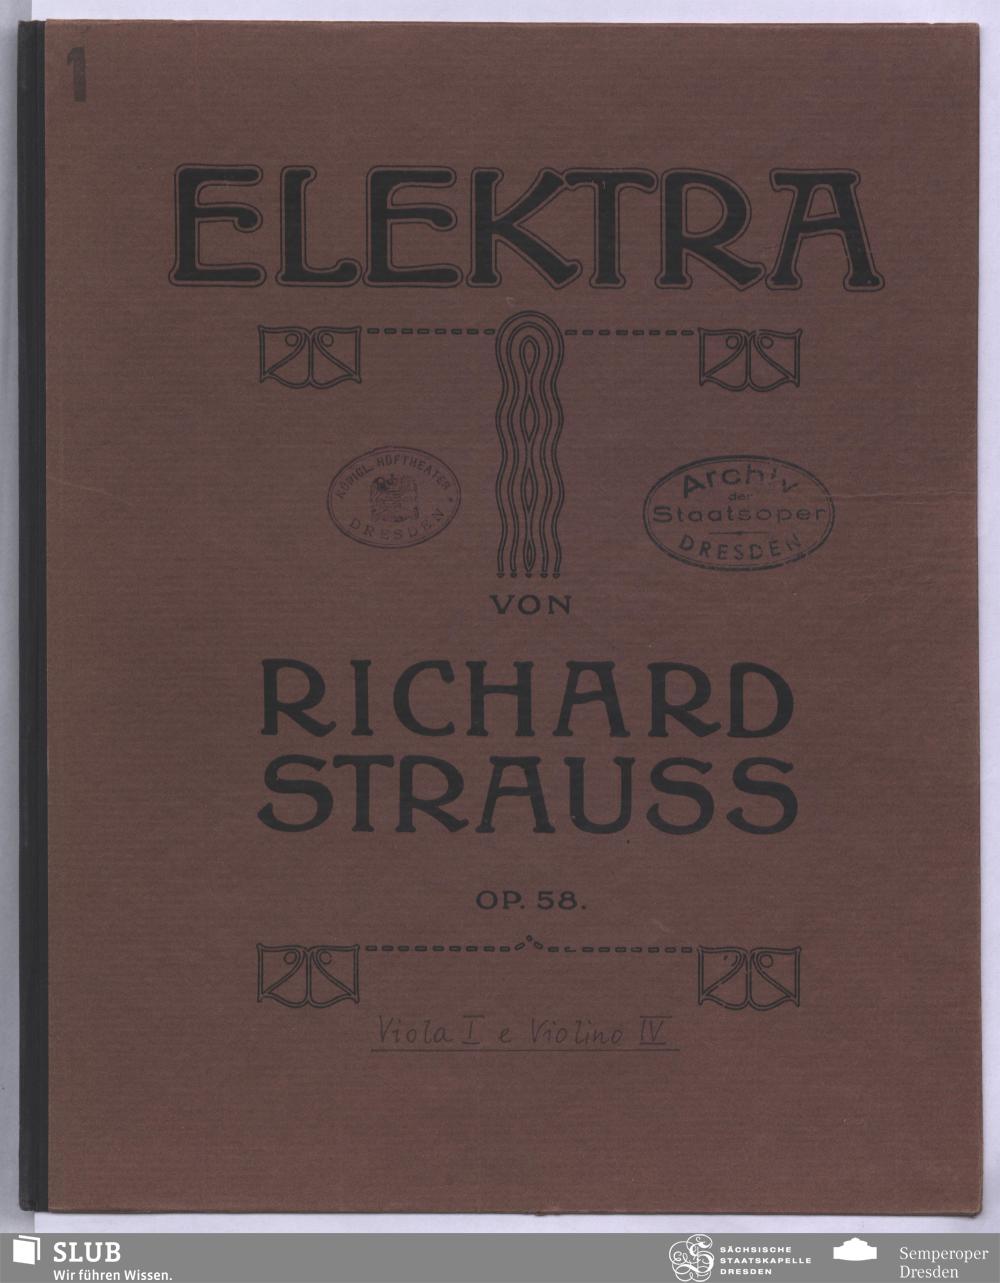 1
ELEKTRA
KÖNIGL. HOFTHEATER
DRESDEN
Archiv
der
Staatsoper
DRESDEN
VON
RICHARD
STRAUSS
OP. 58.
Viola I e Violino IV
SLUB
Wir führen Wissen.
SÄCHSISCHE
STAATSKAPELLE
DRESDEN
Semperoper
Dresden